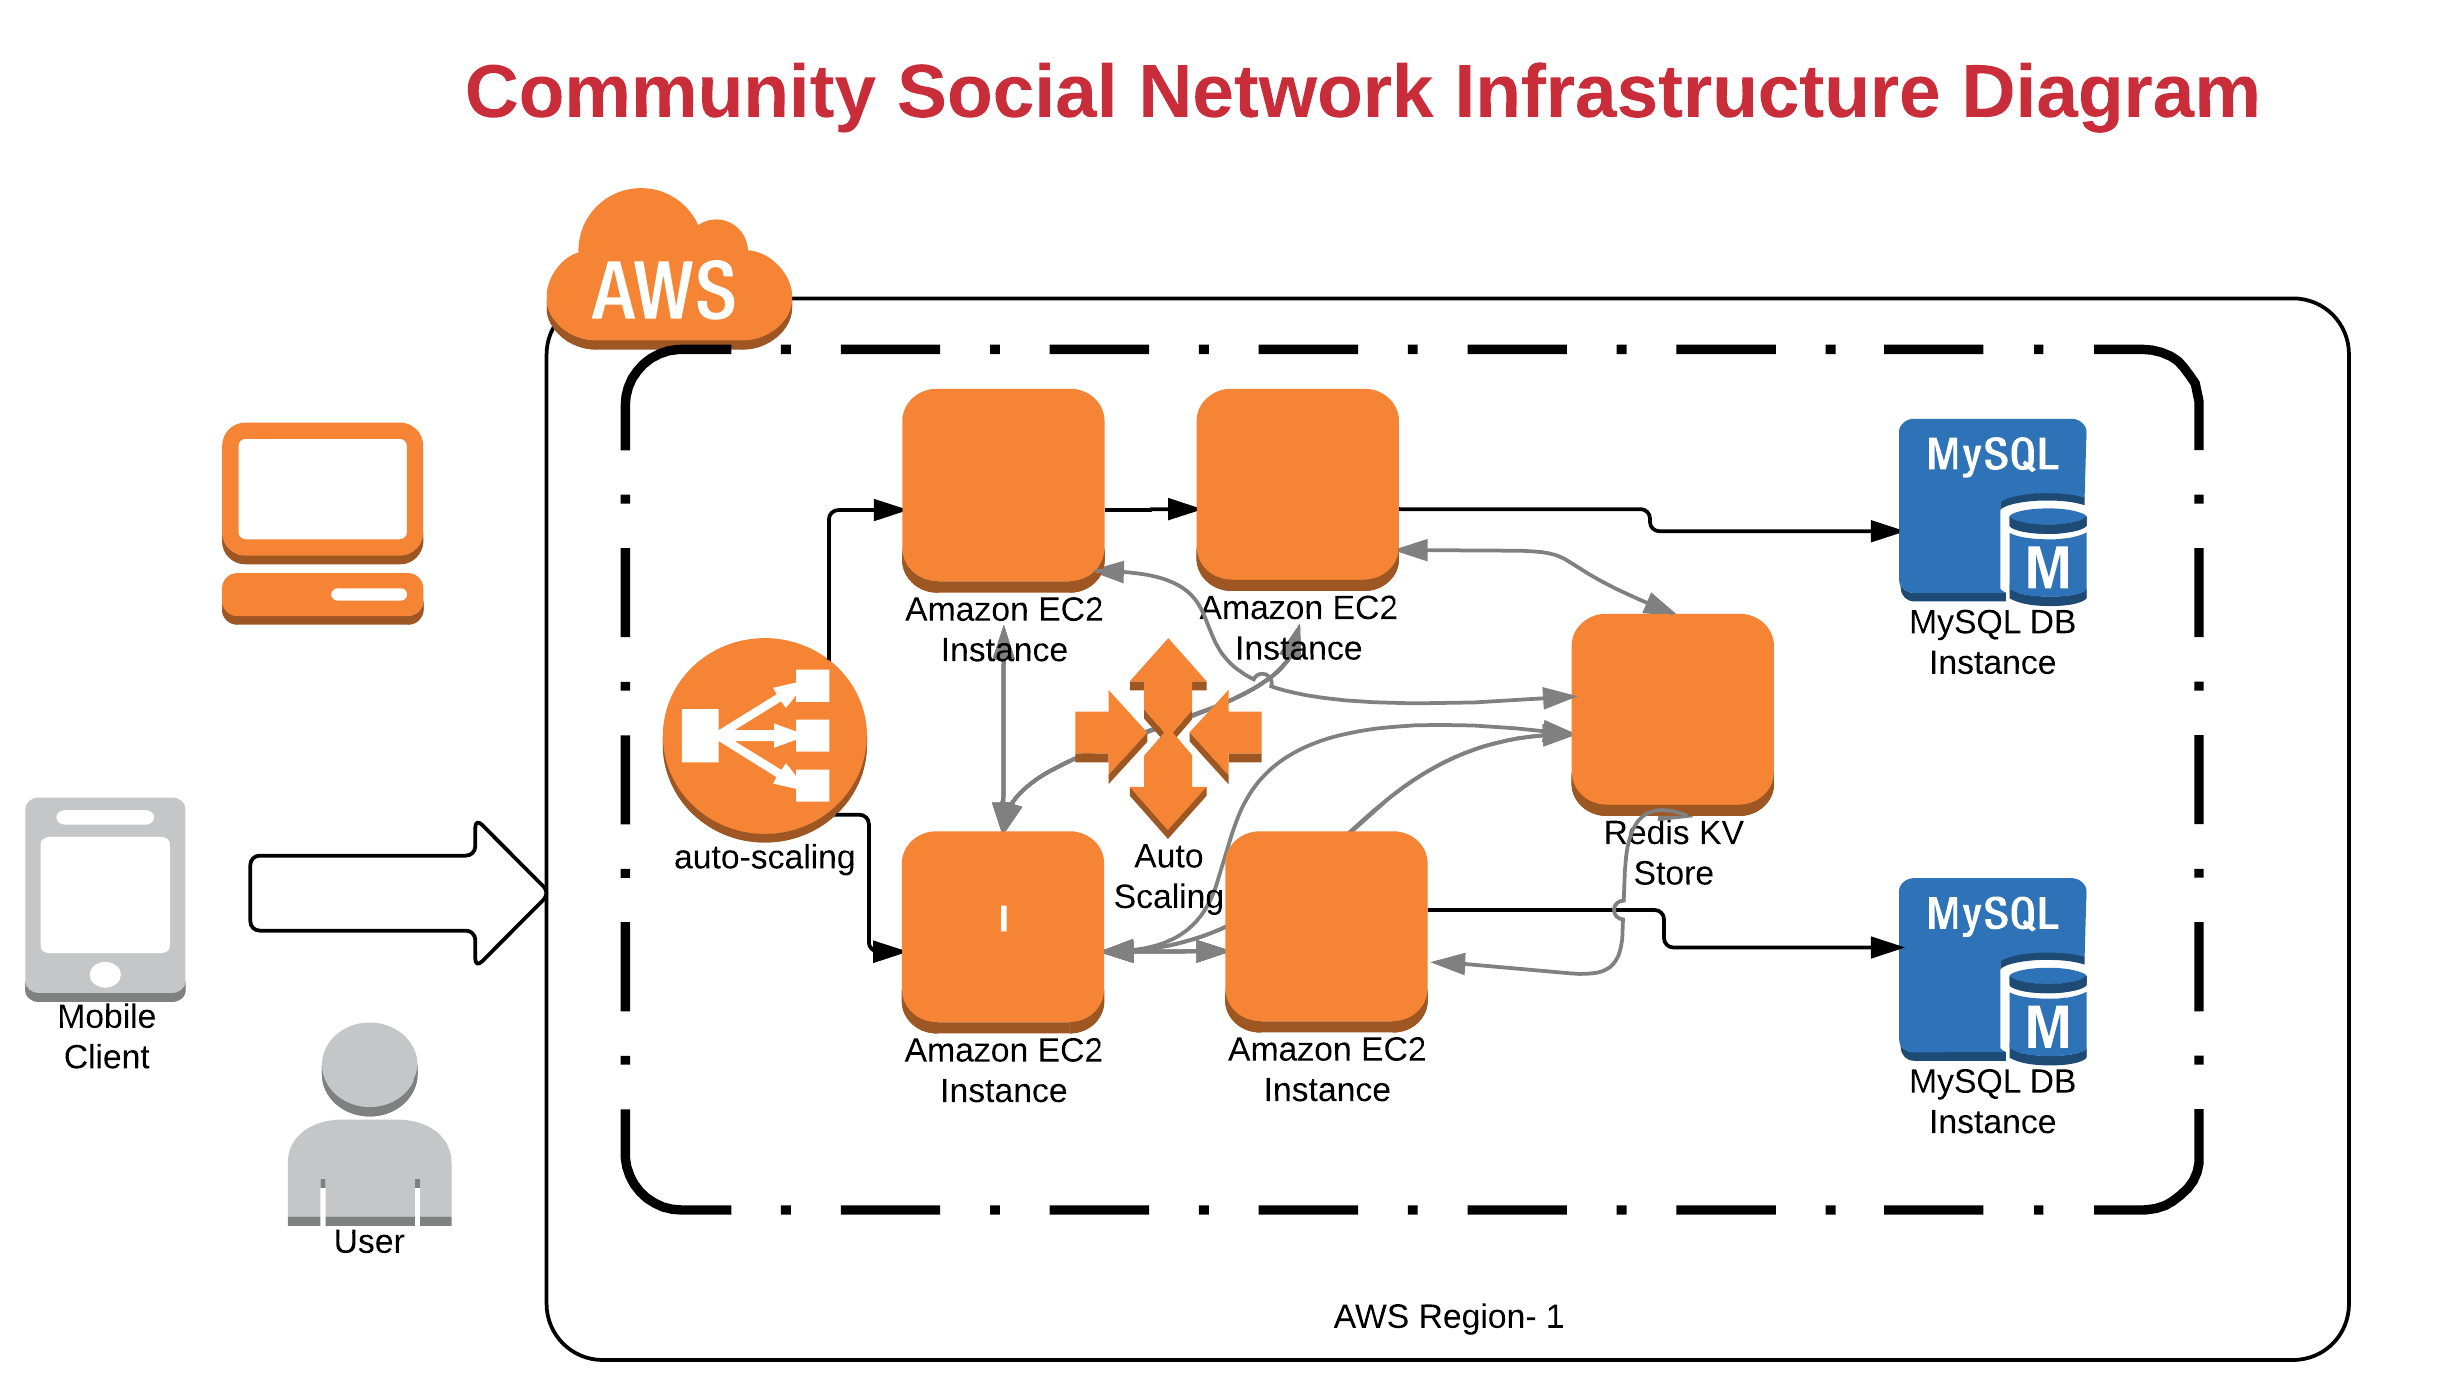 Community Social Network Infrastructure Diagram
AWS
MySQL
M
MySQL DB
Instance
Amazon EC2
Instance
Amazon EC2
Instance
auto-scaling
Auto
Scaling
Redis KV
Store
I
Amazon EC2
Instance
Amazon EC2
Instance
MySQL
M
MySQL DB
Instance
Mobile
Client
User
AWS Region- 1